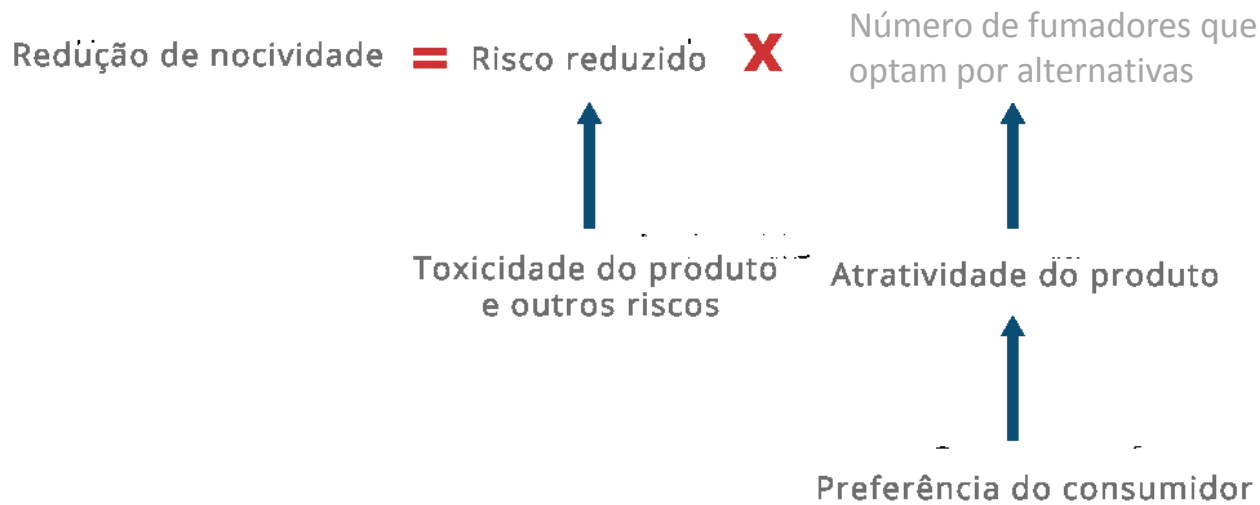 Redução de nocividade = Risco reduzido X Número de fumadores que
optam por alternativas
Toxicidade do produto
e outros riscos
Atratividade do produto
Preferência do consumidor